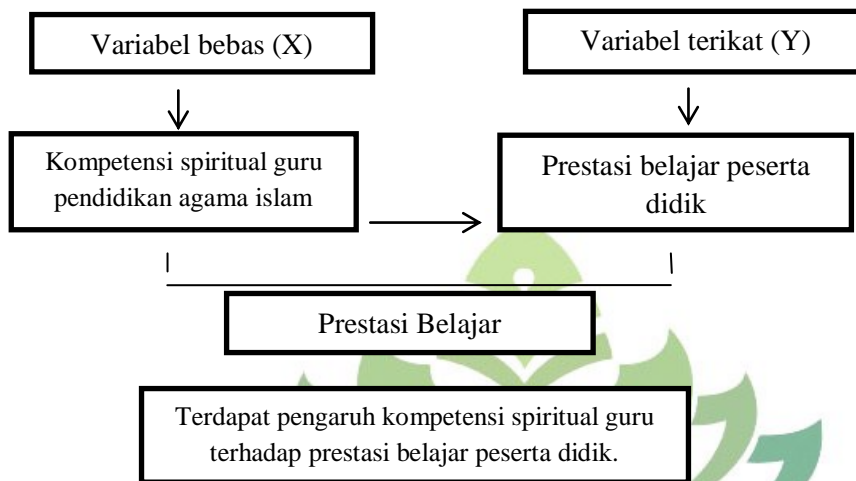 Variabel bebas (X)
Variabel terikat (Y)
Kompetensi spiritual guru
pendidikan agama islam
Prestasi belajar peserta
didik
Prestasi Belajar
Terdapat pengaruh kompetensi spiritual guru
terhadap prestasi belajar peserta didik.